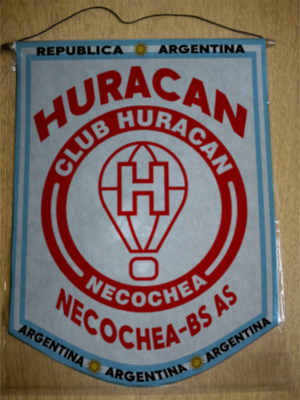 REPUBLICA ARGENTINA
HURACAN
CLUB HURACAN
H
NECOCHEA
NECOCHEA-BS AS
ARGENTINA ARGENTINA ARGENTINA